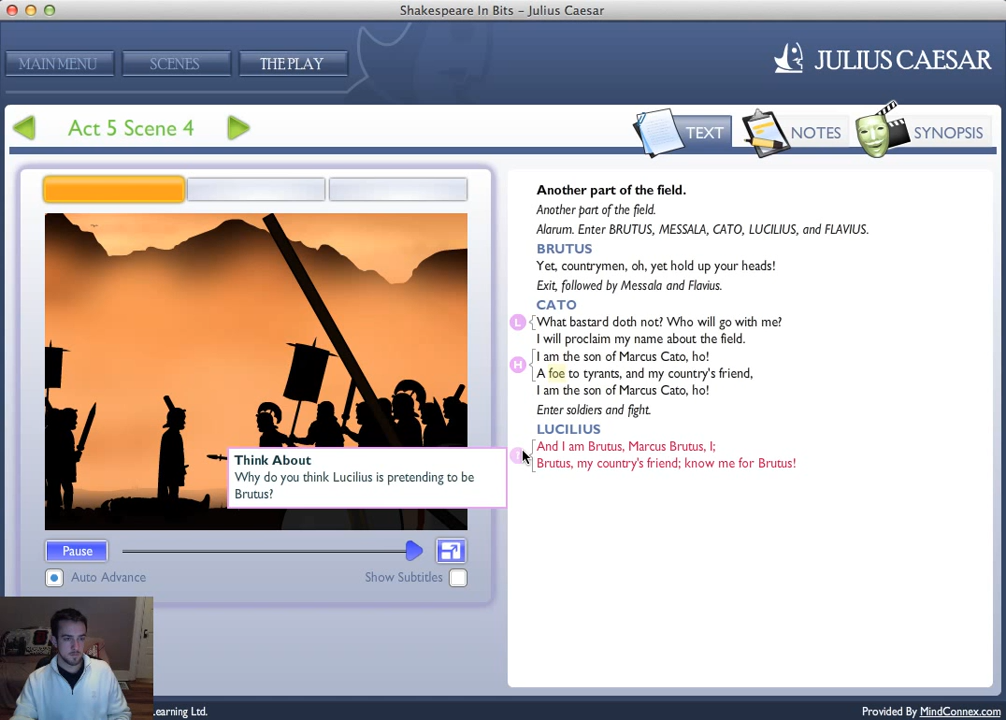 Shakespeare In Bits - Julius Caesar
MAIN MENU
SCENES
THE PLAY
JULIUS CAESAR
Act 5 Scene 4
TEXT
NOTES
SYNOPSIS
Another part of the field.
Another part of the field.
Alarum. Enter BRUTUS, MESSALA, CATO, LUCILIUS, and FLAVIUS.
BRUTUS
Yet, countrymen, oh, yet hold up your heads!
Exit, followed by Messala and Flavius.
CATO
L
What bastard doth not? Who will go with me?
I will proclaim my name about the field.
H
I am the son of Marcus Cato, ho!
A foe to tyrants, and my country's friend,
I am the son of Marcus Cato, ho!
Enter soldiers and fight.
LUCILIUS
And I am Brutus, Marcus Brutus, I;
Brutus, my country's friend; know me for Brutus!
Think About
Why do you think Lucilius is pretending to be
Brutus?
Pause
Auto Advance
Show Subtitles
earning Ltd.
Provided By MindConnex.com